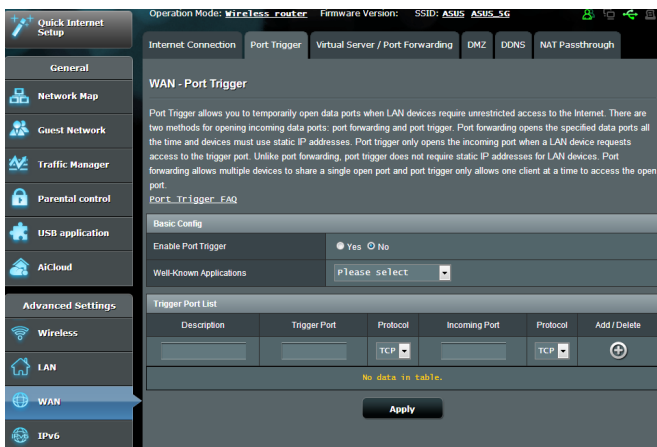 Quick Internet
Setup
General
Network Map
Guest Network
Traffic Manager
Parental control
USB application
AiCloud
Advanced Settings
Wireless
LAN
WAN
IPv6
Operation Mode: Wireless router Firmware Version: SSID: ASUS ASUS_5G
Internet Connection Port Trigger Virtual Server / Port Forwarding DMZ DDNS NAT Passthrough
WAN - Port Trigger
Port Trigger allows you to temporarily open data ports when LAN devices require unrestricted access to the Internet. There are
two methods for opening incoming data ports: port forwarding and port trigger. Port forwarding opens the specified data ports all
the time and devices must use static IP addresses. Port trigger only opens the incoming port when a LAN device requests
access to the trigger port. Unlike port forwarding, port trigger does not require static IP addresses for LAN devices. Port
forwarding allows multiple devices to share a single open port and port trigger only allows one client at a time to access the open
port.
Port Trigger FAQ
Basic Config
Enable Port Trigger Yes No
Well-Known Applications Please select
Trigger Port List
Description Trigger Port Protocol Incoming Port Protocol Add / Delete
TCP TCP
No data in table.
Apply